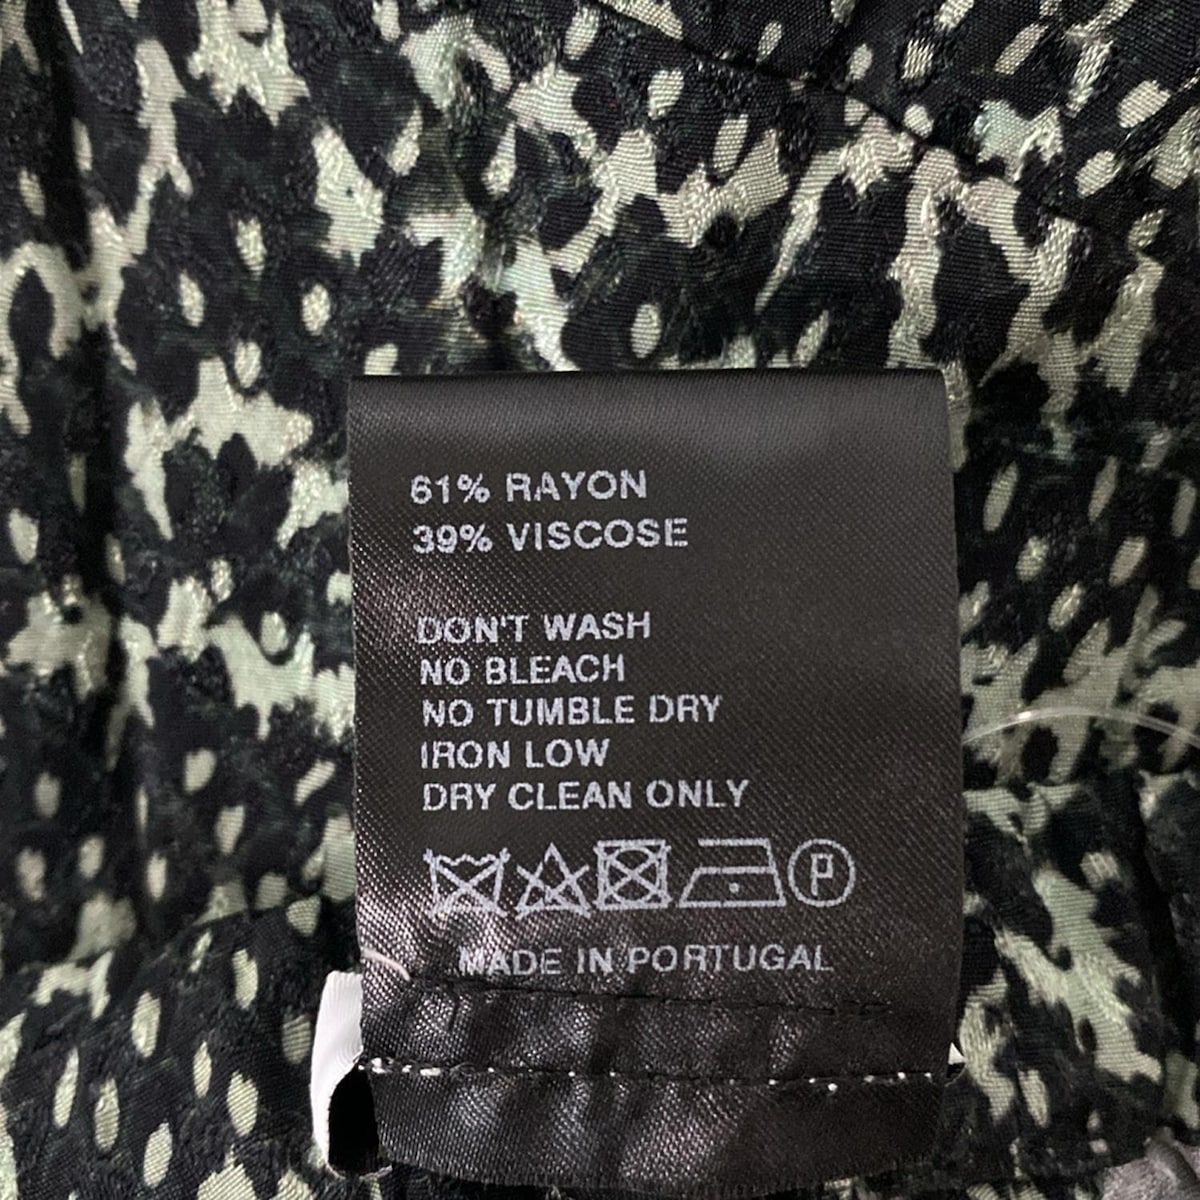 61% RAYON
39% VISCOSE
DON'T WASH
NO BLEACH
NO TUMBLE DRY
IRON LOW
DRY CLEAN ONLY
P
MADE IN PORTUGAL